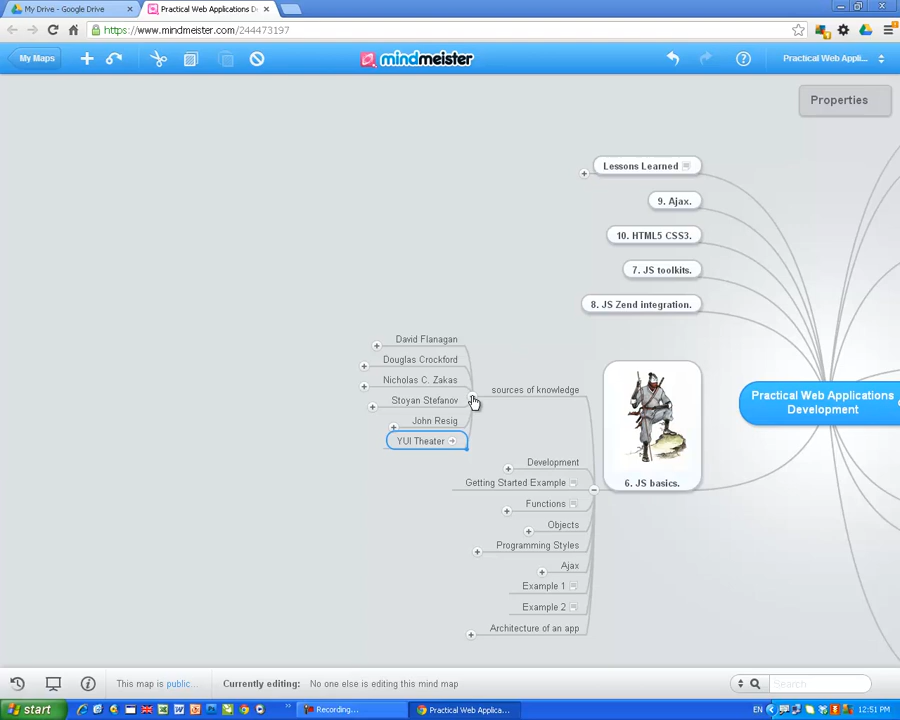 My Drive - Google Drive
Practical Web Applications D
https://www.mindmeister.com/244473197
My Maps
mindmeister
Practical Web Appli...
Properties
Lessons Learned
9. Ajax.
10. HTML5 CSS3.
7. JS toolkits.
8. JS Zend integration.
David Flanagan
Douglas Crockford
Nicholas C. Zakas
Stoyan Stefanov
John Resig
YUI Theater
sources of knowledge
Practical Web Applications
Development
6. JS basics.
Development
Getting Started Example
Functions
Objects
Programming Styles
Ajax
Example 1
Example 2
Architecture of an app
This map is public...
Currently editing: No one else is editing this mind map
Search
start
Recording...
Practical Web Applica...
EN
12:51 PM